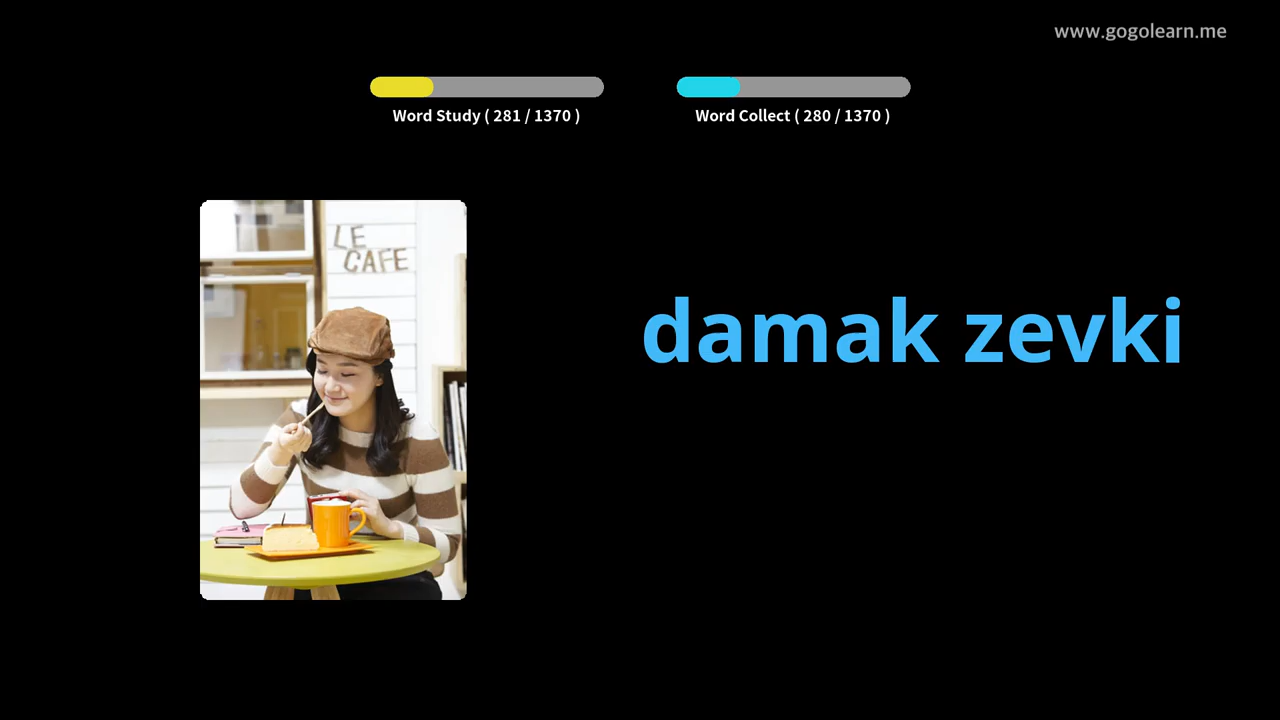 www.gogolearn.me
Word Study ( 281 / 1370 )
Word Collect ( 280 / 1370 )
LE
CAFE
damak zevki